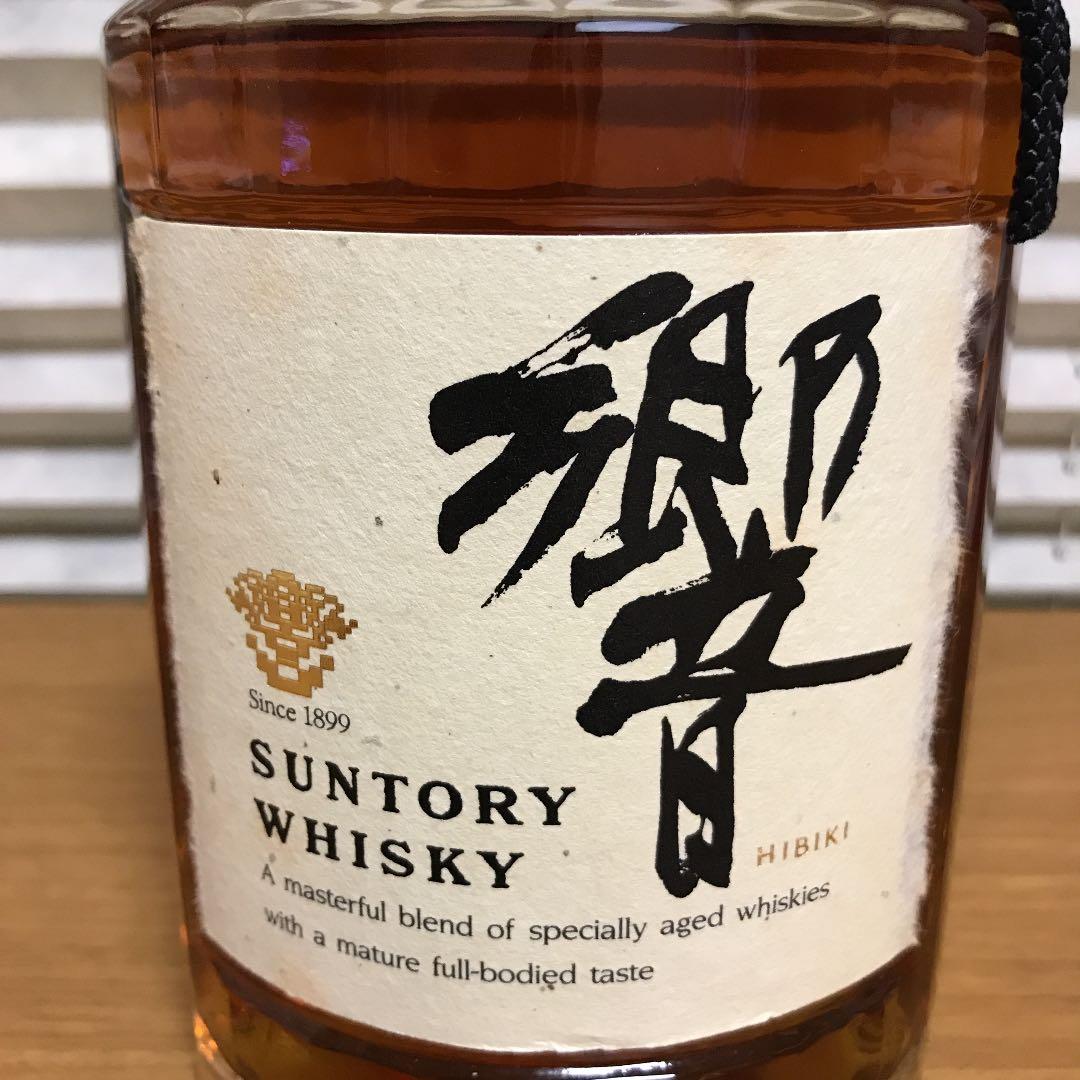 響
HIBIKI
Since 1899
SUNTORY
WHISKY
A masterful blend of specially aged whiskies
with a mature full-bodied taste